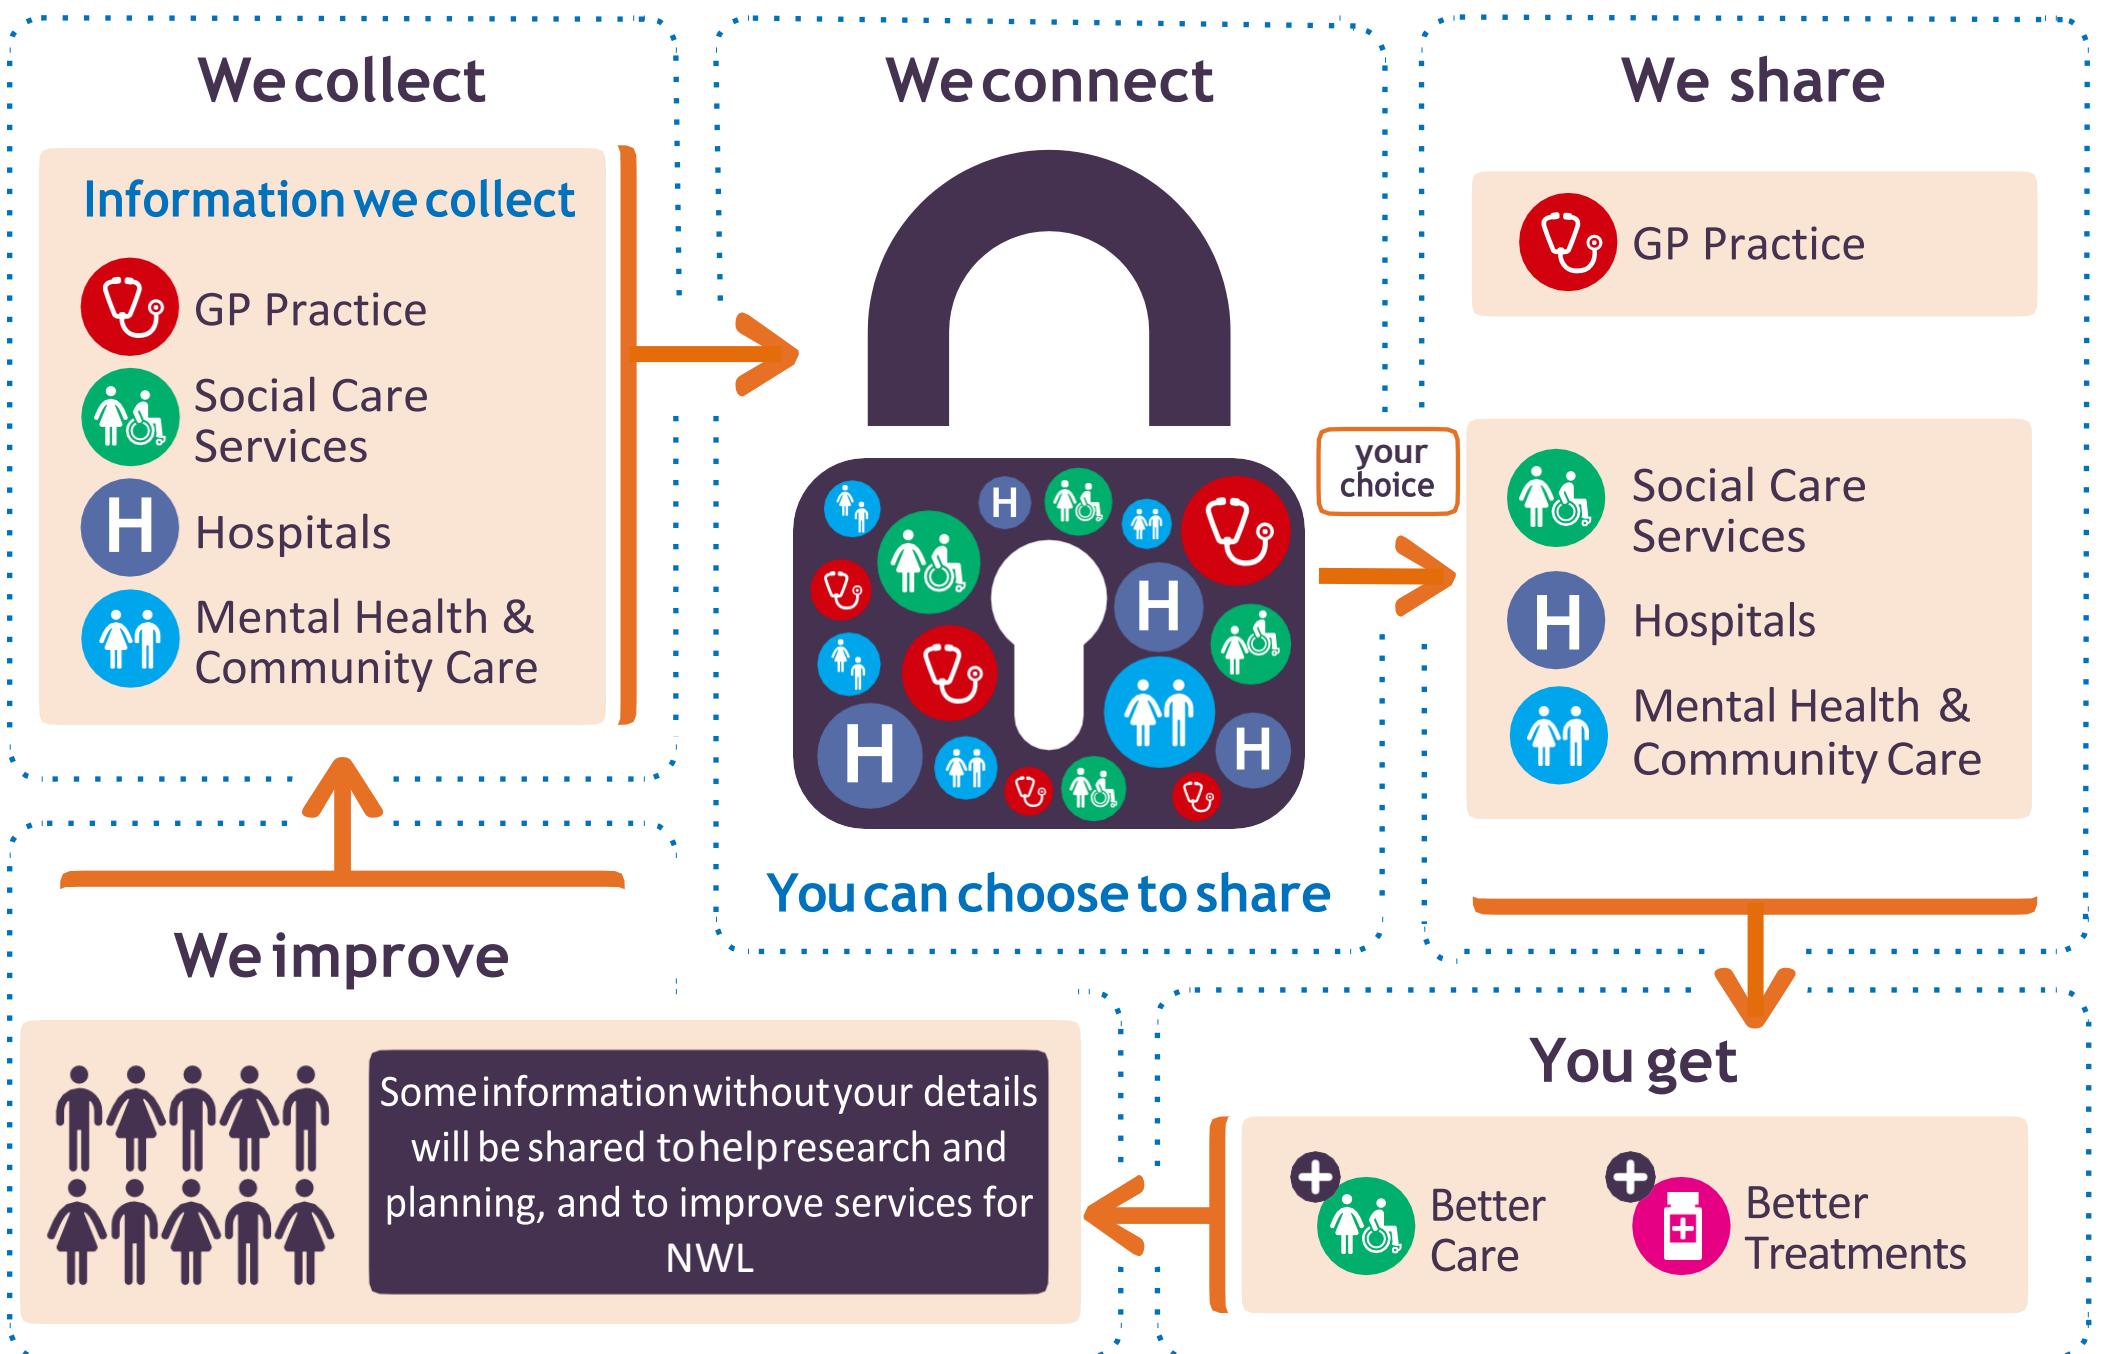 We collect
Information we collect
GP Practice
Social Care
Services
H
Hospitals
Mental Health &
Community Care
We connect
H
H
H
H
You can choose to share
your
choice
We share
GP Practice
Social Care
Services
H
Hospitals
Mental Health &
Community Care
You get
Better
Care
Better
Treatments
We improve
Some information without your details
will be shared to help research and
planning, and to improve services for
NWL